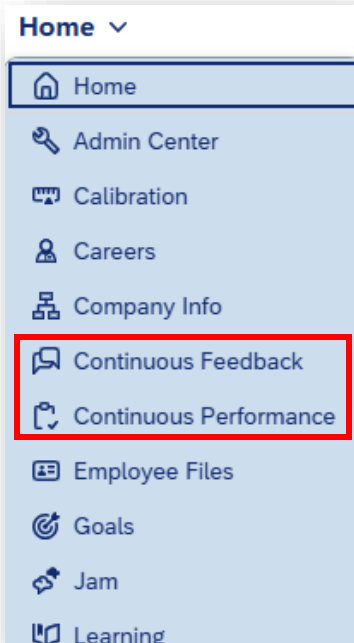 Home
Home
Admin Center
Calibration
Careers
Company Info
Continuous Feedback
Continuous Performance
Employee Files
Goals
Jam
Learning